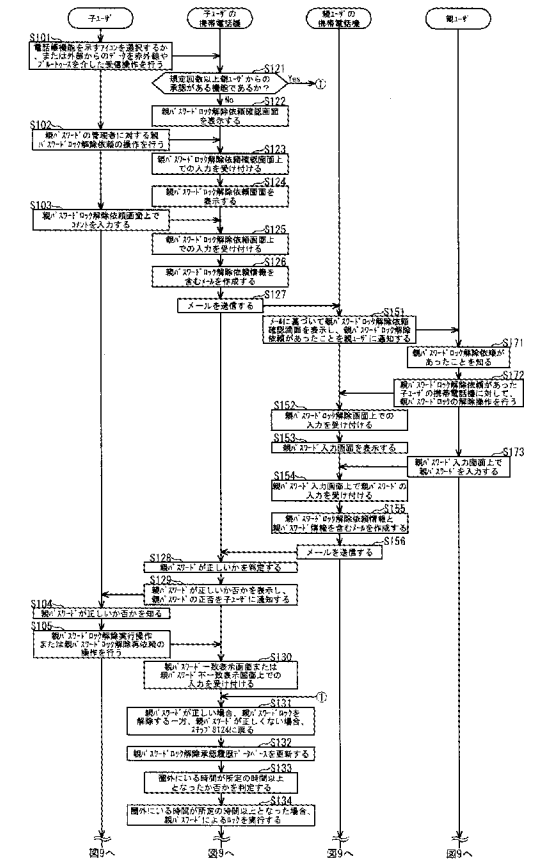 子ユーザ
子ユーザの
携帯電話機
親ユーザの
携帯電話機
親ユーザ
S101
電話帳機能を示すアイコンを選択するか
、または外部からのデータを赤外線や
ブルートゥースを介した受信操作を行う
S121
規定回数以上親ユーザからの
承認がある機能であるか?
Yes
①
No
S122
親パスワードロック解除依頼確認画面
を表示する
S102
親パスワードの管理者に対する親
パスワードロック解除依頼の操作を行う
S123
親パスワードロック解除依頼確認画面上
での入力を受け付ける
S124
親パスワードロック解除依頼画面を
表示する
S103
親パスワードロック解除依頼画面上で
コメントを入力する
S125
親パスワードロック解除依頼画面上
での入力を受け付ける
S126
親パスワードロック解除依頼情報を
含むメールを作成する
S127
メールを送信する
S151
メールに基づいて親パスワードロック解除依頼
確認画面を表示し、親パスワードロック解除
依頼があったことを親ユーザに通知する
S171
親パスワードロック解除依頼が
あったことを知る
S172
親パスワードロック解除依頼があった
子ユーザの携帯電話機に対して、
親パスワードロックの解除操作を行う
S152
親パスワードロック解除画面上での
入力を受け付ける
S153
親パスワード入力画面を表示する
S173
親パスワード入力画面上で
親パスワードを入力する
S154
親パスワード入力画面上で親パスワードの
入力を受け付ける
S155
親パスワードロック解除依頼情報と
親パスワード情報を含むメールを作成する
S156
メールを送信する
S128
親パスワードが正しいかを判定する
S129
親パスワードが正しいか否かを表示し、
親パスワードの正否を子ユーザに通知する
S104
親パスワードが正しいか否かを知る
S105
親パスワードロック解除実行操作
または親パスワードロック解除再依頼の
操作を行う
S130
親パスワード一致表示画面または
親パスワード不一致表示画面上での
入力を受け付ける
①
S131
親パスワードが正しい場合、親パスワードロックを
解除する一方、親パスワードが正しくない場合、
ステップS124に戻る
S132
親パスワードロック解除承認履歴データベースを更新する
S133
圏外にいる時間が所定の時間以上
となったか否かを判定する
S134
圏外にいる時間が所定の時間以上となった場合、
親パスワードによるロックを実行する
図9へ
図9へ
図9へ
図9へ